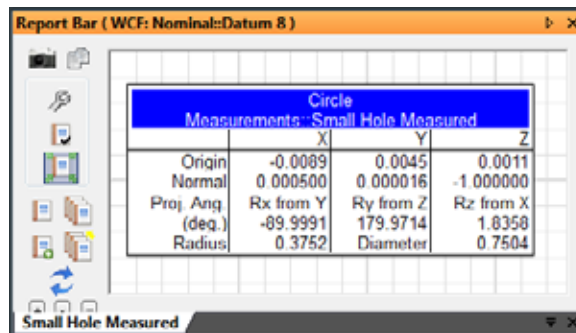 Report Bar ( WCF: Nominal::Datum 8 )
Circle
Measurements::Small Hole Measured
X Y Z
Origin -0.0089 0.0045 0.0011
Normal 0.000500 0.000016 -1.000000
Proj. Ang. Rx from Y Ry from Z Rz from X
(deg.) -89.9991 179.9714 1.8358
Radius 0.3752 Diameter 0.7504
Small Hole Measured